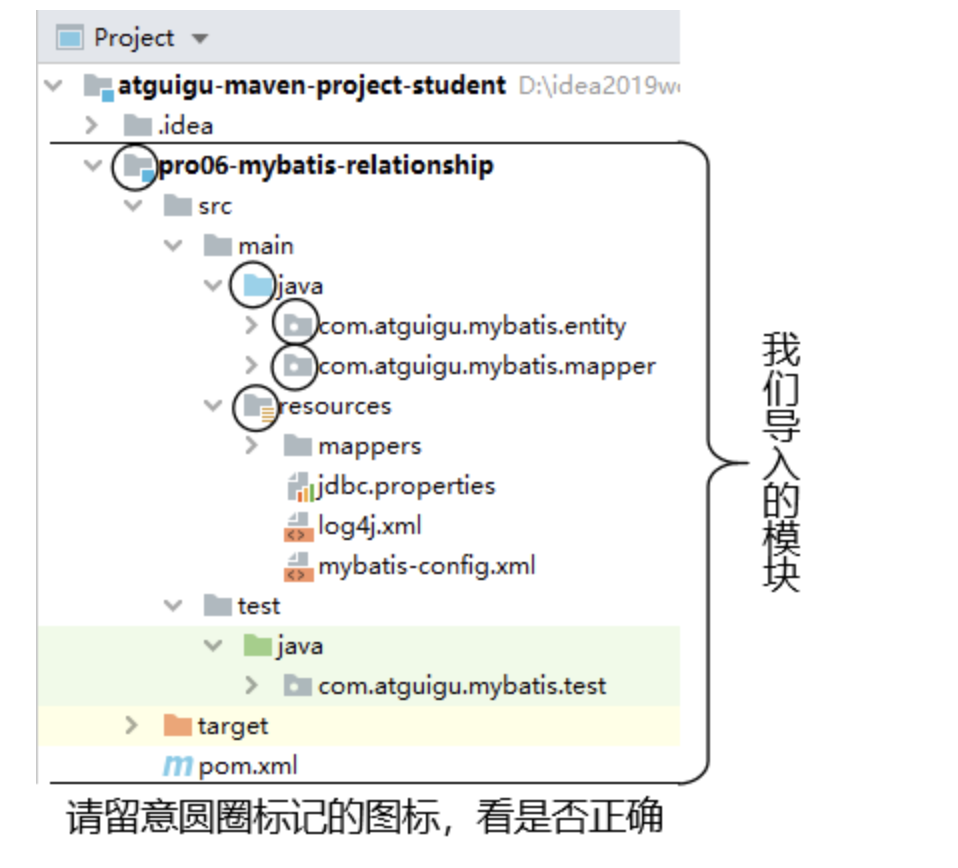 Project
atguigu-maven-project-student D:\idea2019w
.idea
pro06-mybatis-relationship
src
main
java
com.atguigu.mybatis.entity
com.atguigu.mybatis.mapper
resources
mappers
jdbc.properties
log4j.xml
mybatis-config.xml
test
java
com.atguigu.mybatis.test
target
pom.xml
我们导入的模块
请留意圆圈标记的图标，看是否正确